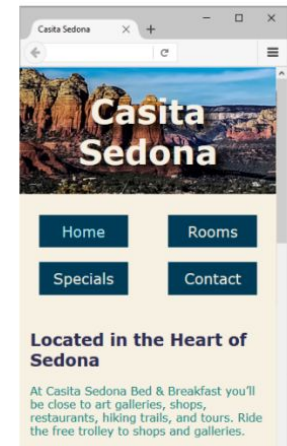 Casita Sedona
Casita
Sedona
Home Rooms
Specials Contact
Located in the Heart of
Sedona
At Casita Sedona Bed & Breakfast you'll
be close to art galleries, shops,
restaurants, hiking trails, and tours. Ride
the free trolley to shops and galleries.